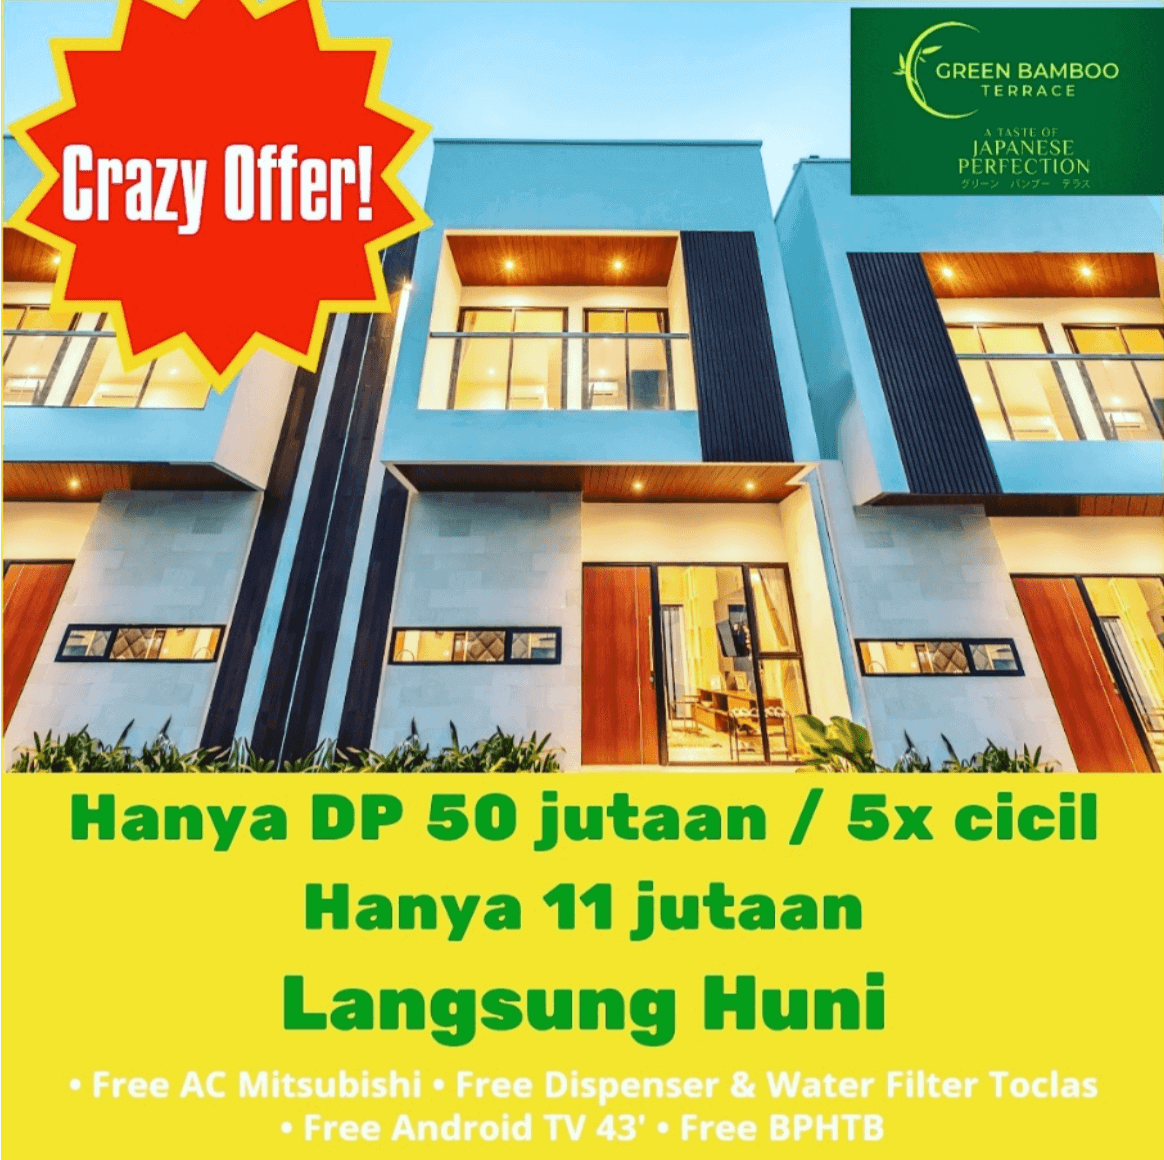 Crazy Offer!
GREEN BAMBOO
TERRACE
A TASTE OF
JAPANESE
PERFECTION
グリーン バンブー テラス
Hanya DP 50 jutaan / 5x cicil
Hanya 11 jutaan
Langsung Huni
• Free AC Mitsubishi • Free Dispenser & Water Filter Toclas
• Free Android TV 43' • Free BPHTB